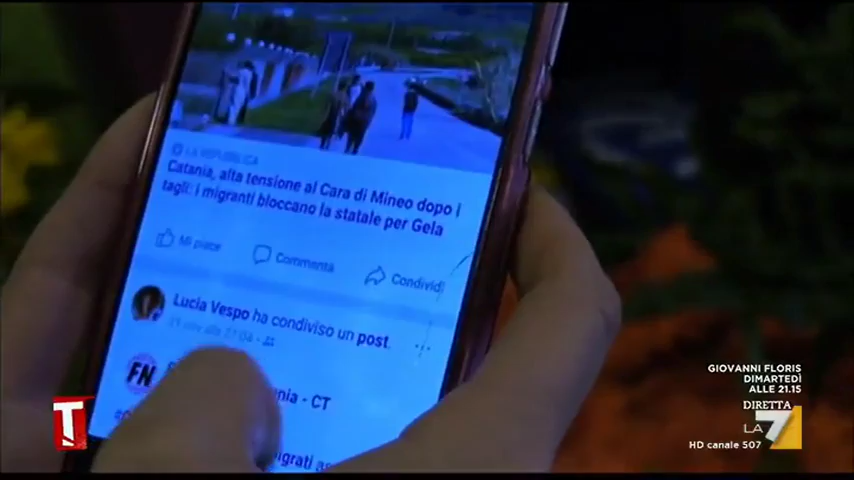 LA REPUBBLICA
Catania, alta tensione al Cara di Mineo dopo i
tagli: i migranti bloccano la statale per Gela
Mi piace
Commenta
Condividi
Lucia Vespo ha condiviso un post.
FN
- CT
T
GIOVANNI FLORIS
DIMARTEDÌ
ALLE 21.15
DIRETTA
LA7
HD canale 507